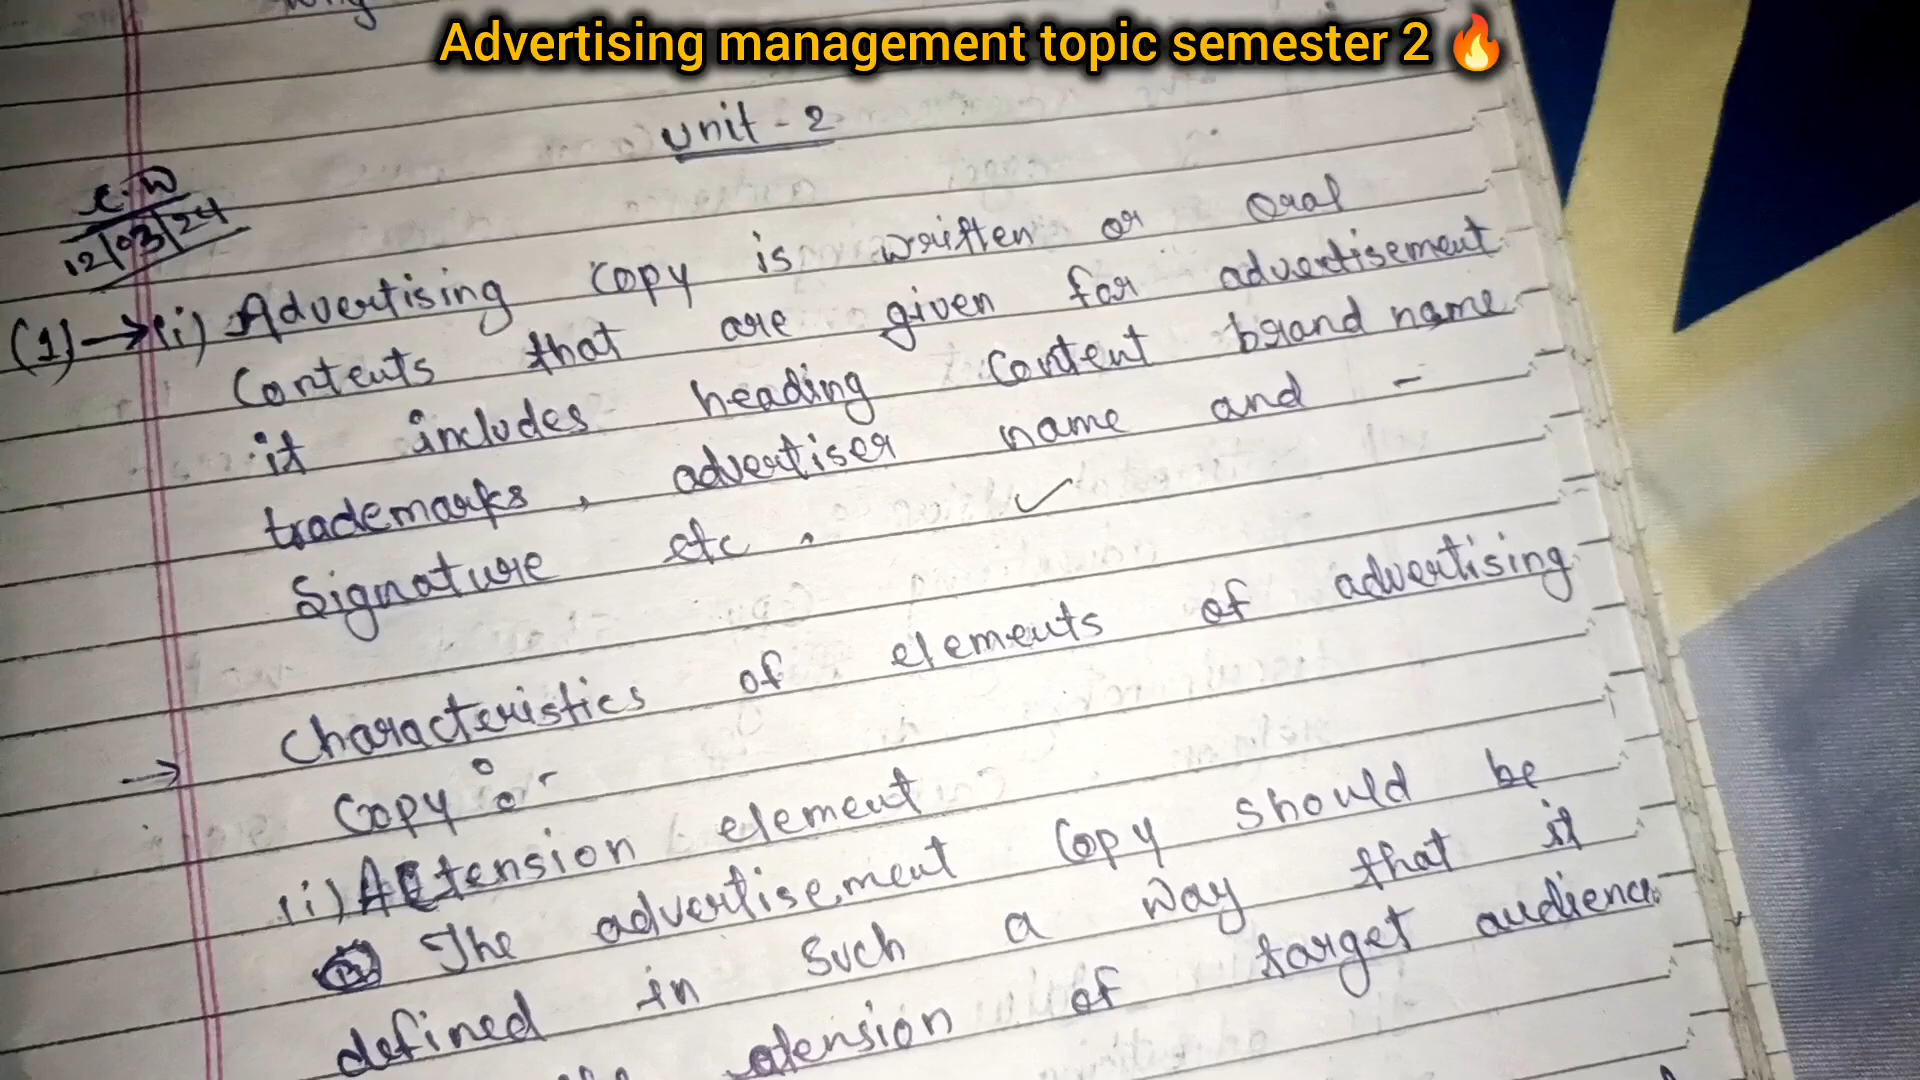 Advertising management topic semester 2 🔥
Unit - 2
C.W
12/03/24
(1)→(i) Advertising copy is written or oral
Contents that are given for advertisement
it includes heading content brand name
trademarks, advertiser name and -
Signature etc.
→ Characteristics of elements of advertising
Copy :-
(i) Attension element
The advertisement copy should be
defined in such a way that it
atension of target audience